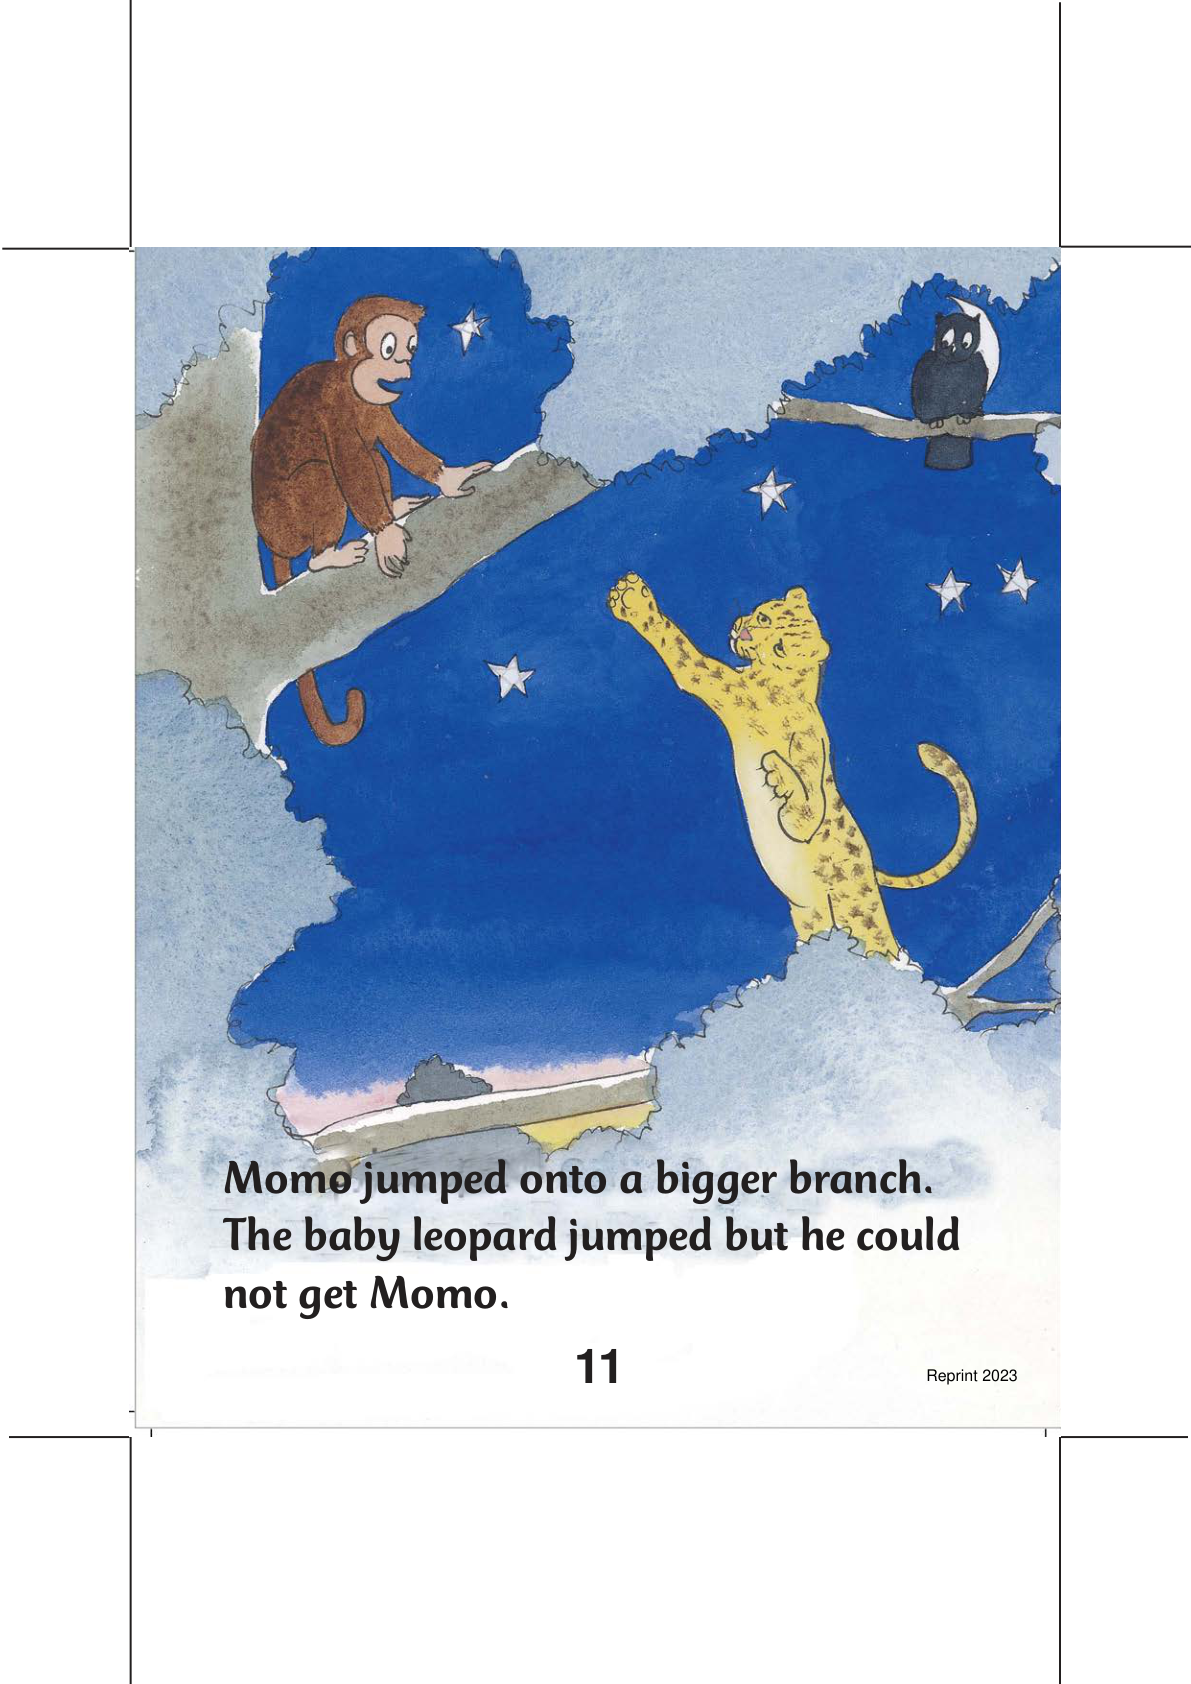 Momo jumped onto a bigger branch.
The baby leopard jumped but he could
not get Momo.
11
Reprint 2023